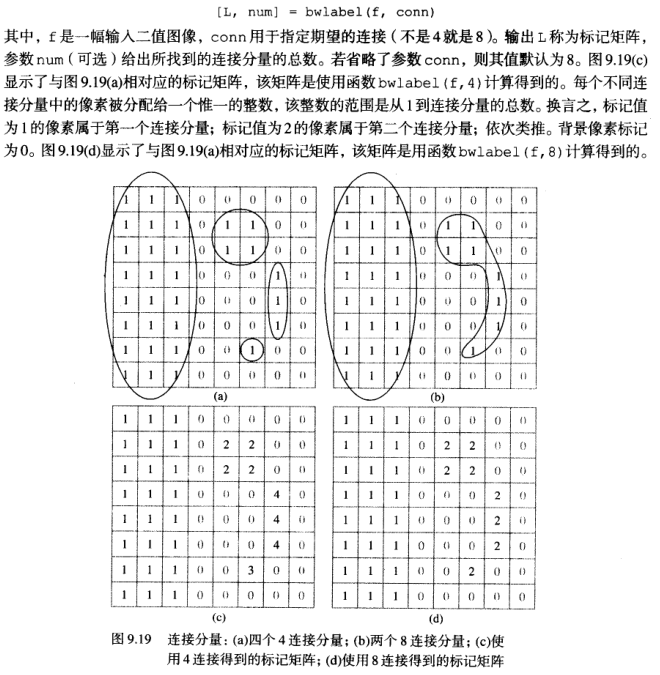 [L, num] = bwlabel(f, conn)
其中，f是一幅输入二值图像，conn用于指定期望的连接（不是4就是8）。输出L称为标记矩阵，
参数num（可选）给出所找到的连接分量的总数。若省略了参数conn，则其值默认为8。图9.19(c)
显示了与图9.19(a)相对应的标记矩阵，该矩阵是使用函数bwlabel(f,4)计算得到的。每个不同连
接分量中的像素被分配给一个惟一的整数，该整数的范围是从1到连接分量的总数。换言之，标记值
为1的像素属于第一个连接分量；标记值为2的像素属于第二个连接分量；依次类推。背景像素标记
为0。图9.19(d)显示了与图9.19(a)相对应的标记矩阵，该矩阵是用函数bwlabel(f,8)计算得到的。
1 1 1 0 0 0 0 0 1 1 1 0 0 0 0 0
1 1 1 0 1 1 0 0 1 1 1 0 1 1 0 0
1 1 1 0 1 1 0 0 1 1 1 0 1 1 0 0
1 1 1 0 0 0 1 0 1 1 1 0 0 0 1 0
1 1 1 0 0 0 1 0 1 1 1 0 0 0 1 0
1 1 1 0 0 0 1 0 1 1 1 0 0 0 1 0
1 1 1 0 0 1 0 0 1 1 1 0 0 1 0 0
1 1 1 0 0 0 0 0 1 1 1 0 0 0 0 0
(a) (b)
1 1 1 0 0 0 0 0 1 1 1 0 0 0 0 0
1 1 1 0 2 2 0 0 1 1 1 0 2 2 0 0
1 1 1 0 2 2 0 0 1 1 1 0 2 2 0 0
1 1 1 0 0 0 4 0 1 1 1 0 0 0 2 0
1 1 1 0 0 0 4 0 1 1 1 0 0 0 2 0
1 1 1 0 0 0 4 0 1 1 1 0 0 0 2 0
1 1 1 0 0 3 0 0 1 1 1 0 0 2 0 0
1 1 1 0 0 0 0 0 1 1 1 0 0 0 0 0
(c) (d)
图9.19 连接分量：(a)四个4连接分量；(b)两个8连接分量；(c)使
用4连接得到的标记矩阵；(d)使用8连接得到的标记矩阵